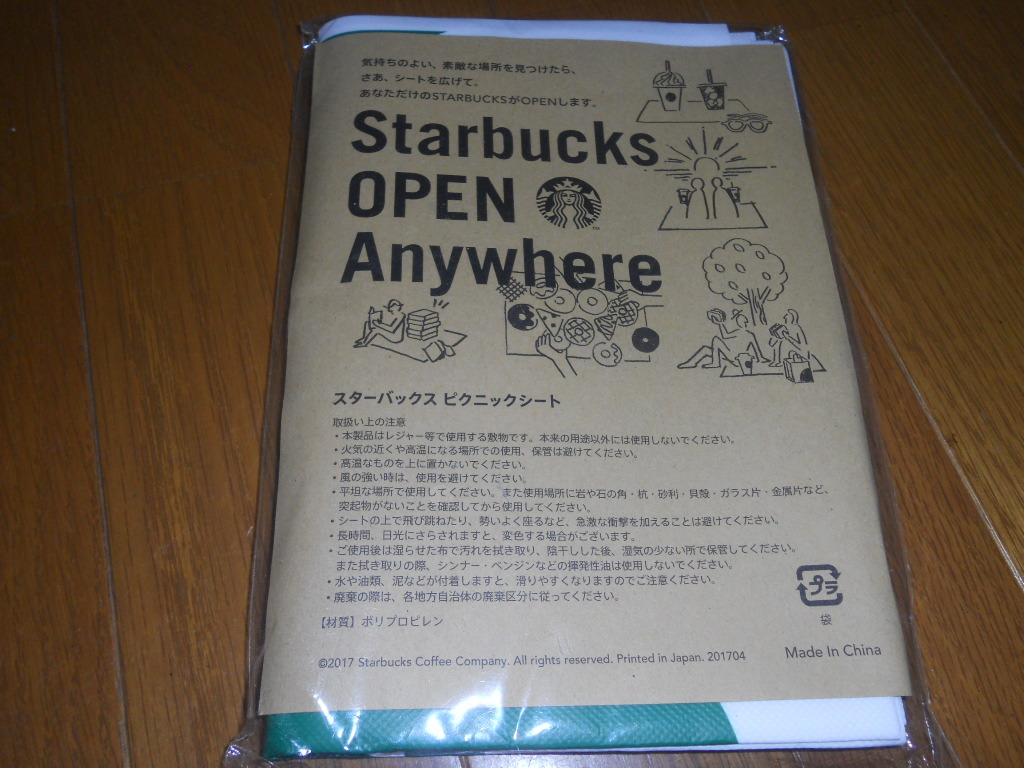 気持ちのよい、素敵な場所を見つけたら、
さあ、シートを広げて。
あなただけのSTARBUCKSがOPENします。
Starbucks
OPEN
TM
Anywhere
スターバックス ピクニックシート
取扱い上の注意
・本製品はレジャー等で使用する敷物です。本来の用途以外には使用しないでください。
・火気の近くや高温になる場所での使用、保管は避けてください。
・高温なものを上に置かないでください。
・風の強い時は、使用を避けてください。
・平坦な場所で使用してください。また使用場所に岩や石の角・杭・砂利・貝殻・ガラス片・金属片など、
突起物がないことを確認してから使用してください。
・シートの上で飛び跳ねたり、勢いよく座るなど、急激な衝撃を加えることは避けてください。
・長時間、日光にさらされますと、変色する場合がございます。
・ご使用後は湿らせた布で汚れを拭き取り、陰干しした後、湿気の少ない所で保管してください。
また拭き取りの際、シンナー・ベンジンなどの揮発性油は使用しないでください。
・水や油類、泥などが付着しますと、滑りやすくなりますのでご注意ください。
・廃棄の際は、各地方自治体の廃棄区分に従ってください。
プラ
袋
【材質】ポリプロピレン
©2017 Starbucks Coffee Company. All rights reserved. Printed in Japan. 201704
Made In China